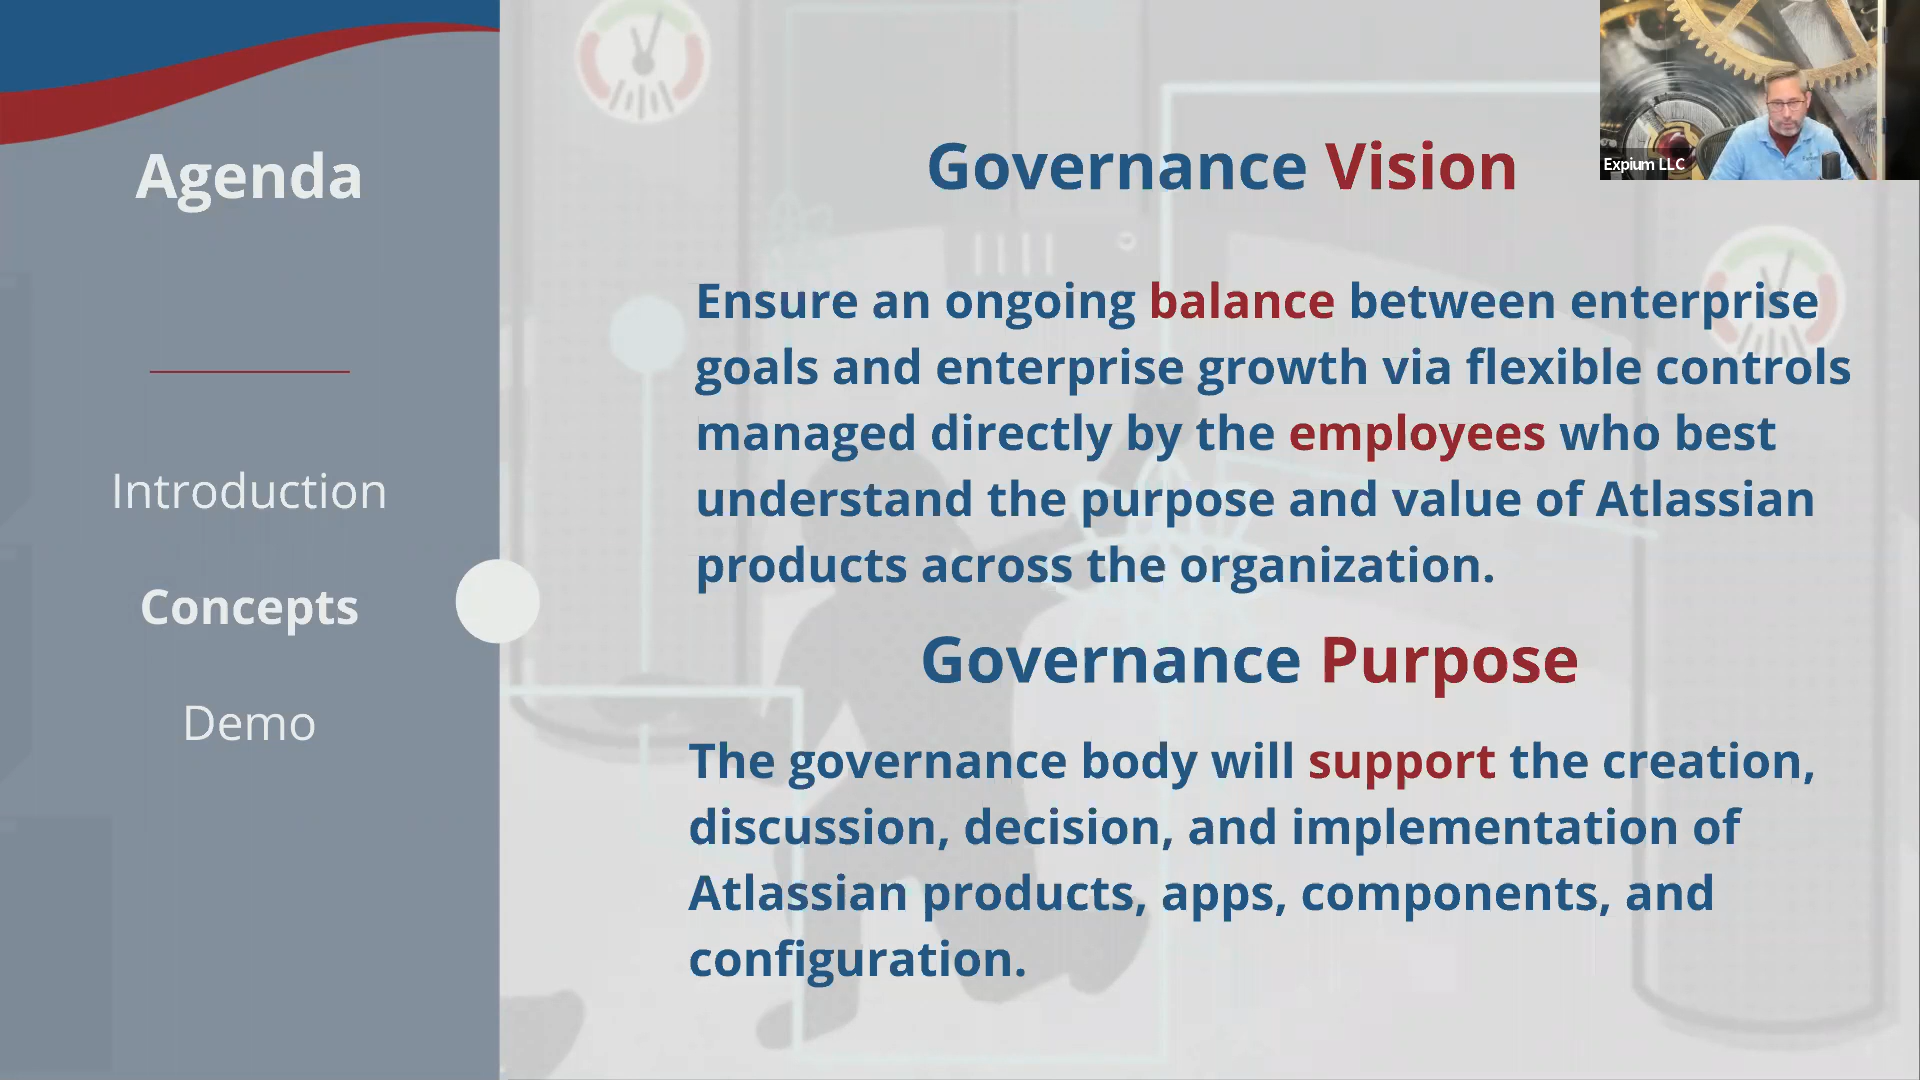 Agenda
Introduction
Concepts
Demo
Governance Vision
Ensure an ongoing balance between enterprise
goals and enterprise growth via flexible controls
managed directly by the employees who best
understand the purpose and value of Atlassian
products across the organization.
Governance Purpose
The governance body will support the creation,
discussion, decision, and implementation of
Atlassian products, apps, components, and
configuration.
Expium LLC